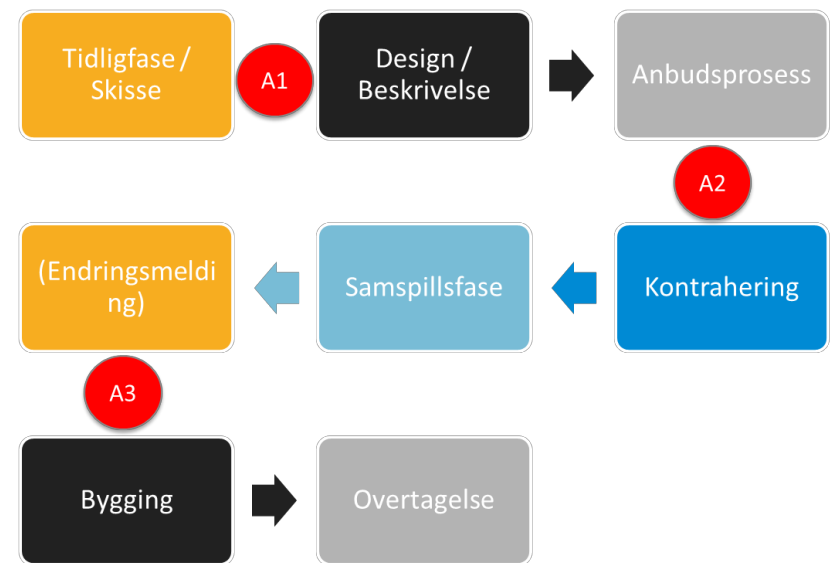 Tidligfase /
Skisse
A1
Design /
Beskrivelse
Anbudsprosess
A2
Kontrahering
Samspillsfase
(Endringsmeldi
ng)
A3
Bygging
Overtagelse